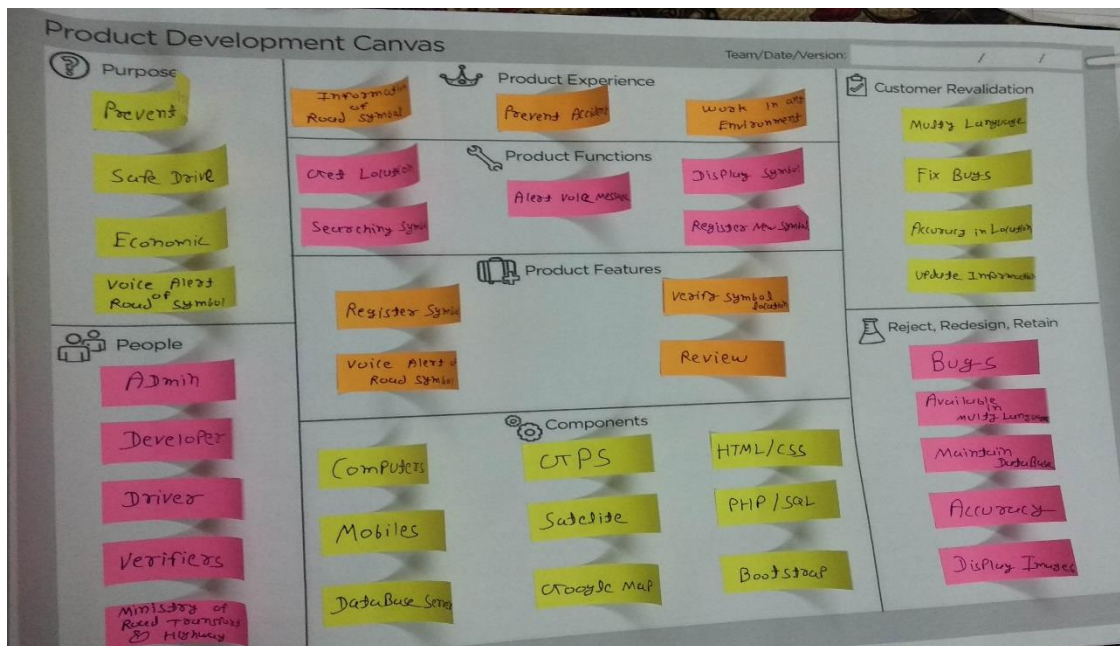 Product Development Canvas
Team/Date/Version:
/ /
Purpose
Prevent
Safe Drive
Economic
Voice Alert
of
Road Symbol
People
ADmin
Developer
Driver
Verifiers
Ministry of
Road Transport
& Highway
Product Experience
Information
of
Road Symbol
Prevent Accident
Work in any
Environment
Product Functions
Get Location
Searching Symbol
Alert Voice Message
Display Symbol
Register New Symbol
Product Features
Register Symbol
Voice Alert of
Road Symbol
Verify Symbol
location
Review
Components
Computers
Mobiles
DataBase Server
GPS
Satelite
Google Map
HTML/CSS
PHP/SQL
Bootstrap
Customer Revalidation
Multy Language
Fix Bugs
Accuracy in Location
Update Information
Reject, Redesign, Retain
Bugs
Available
in
Multy Language
Maintain
DataBase
Accuracy
Display Images